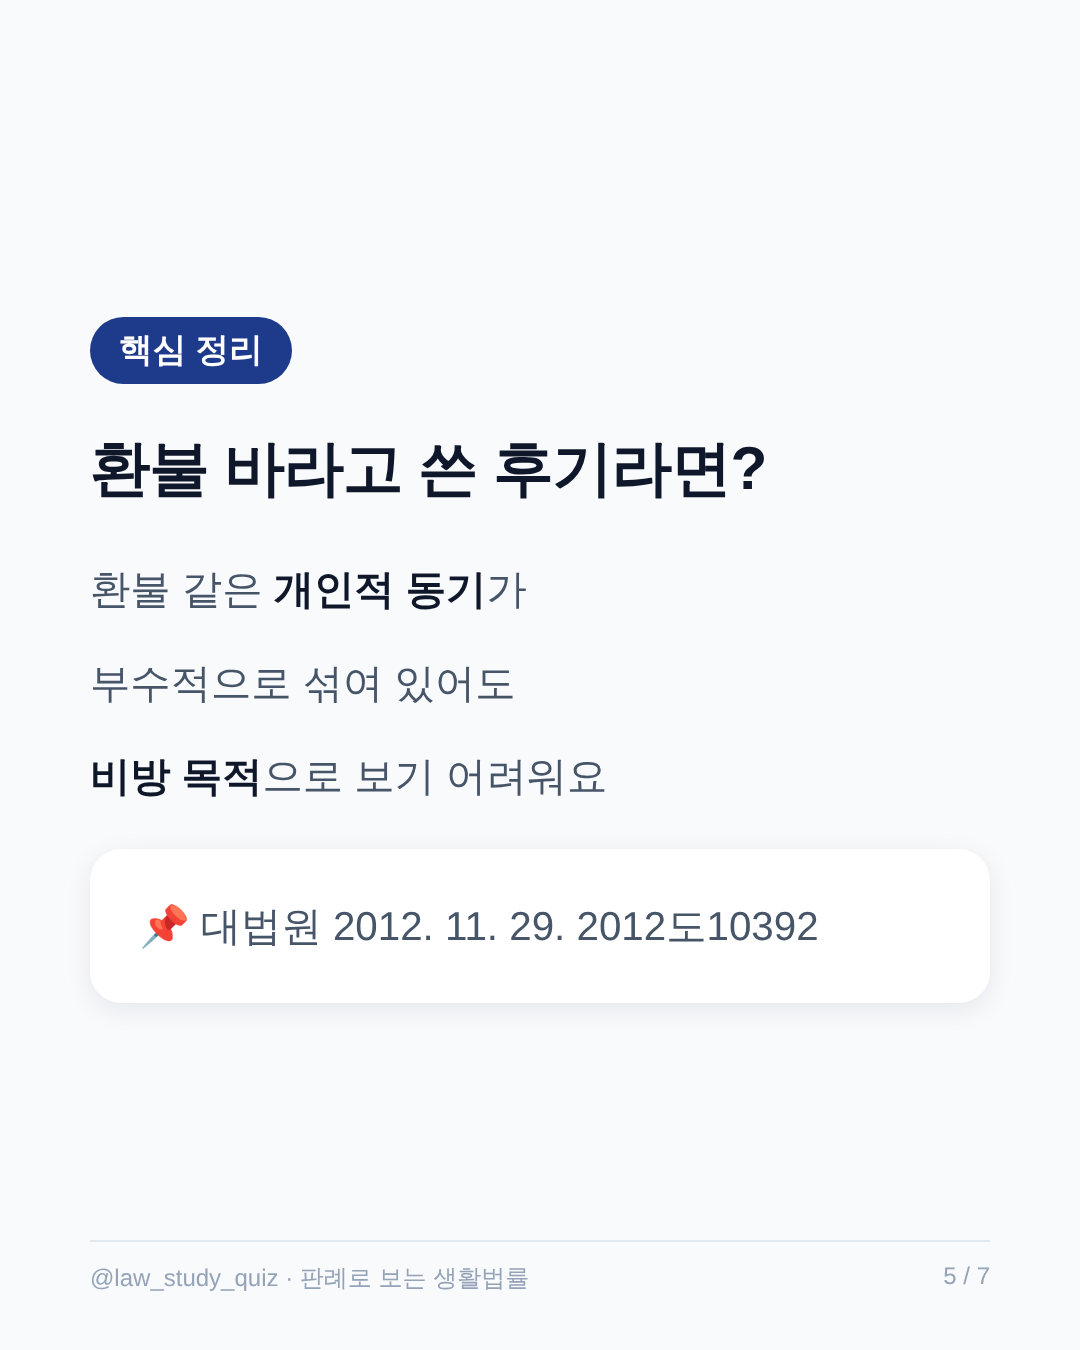 핵심 정리
환불 바라고 쓴 후기라면?
환불 같은 개인적 동기가
부수적으로 섞여 있어도
비방 목적으로 보기 어려워요
📌 대법원 2012. 11. 29. 2012도10392
@law_study_quiz · 판례로 보는 생활법률
5 / 7